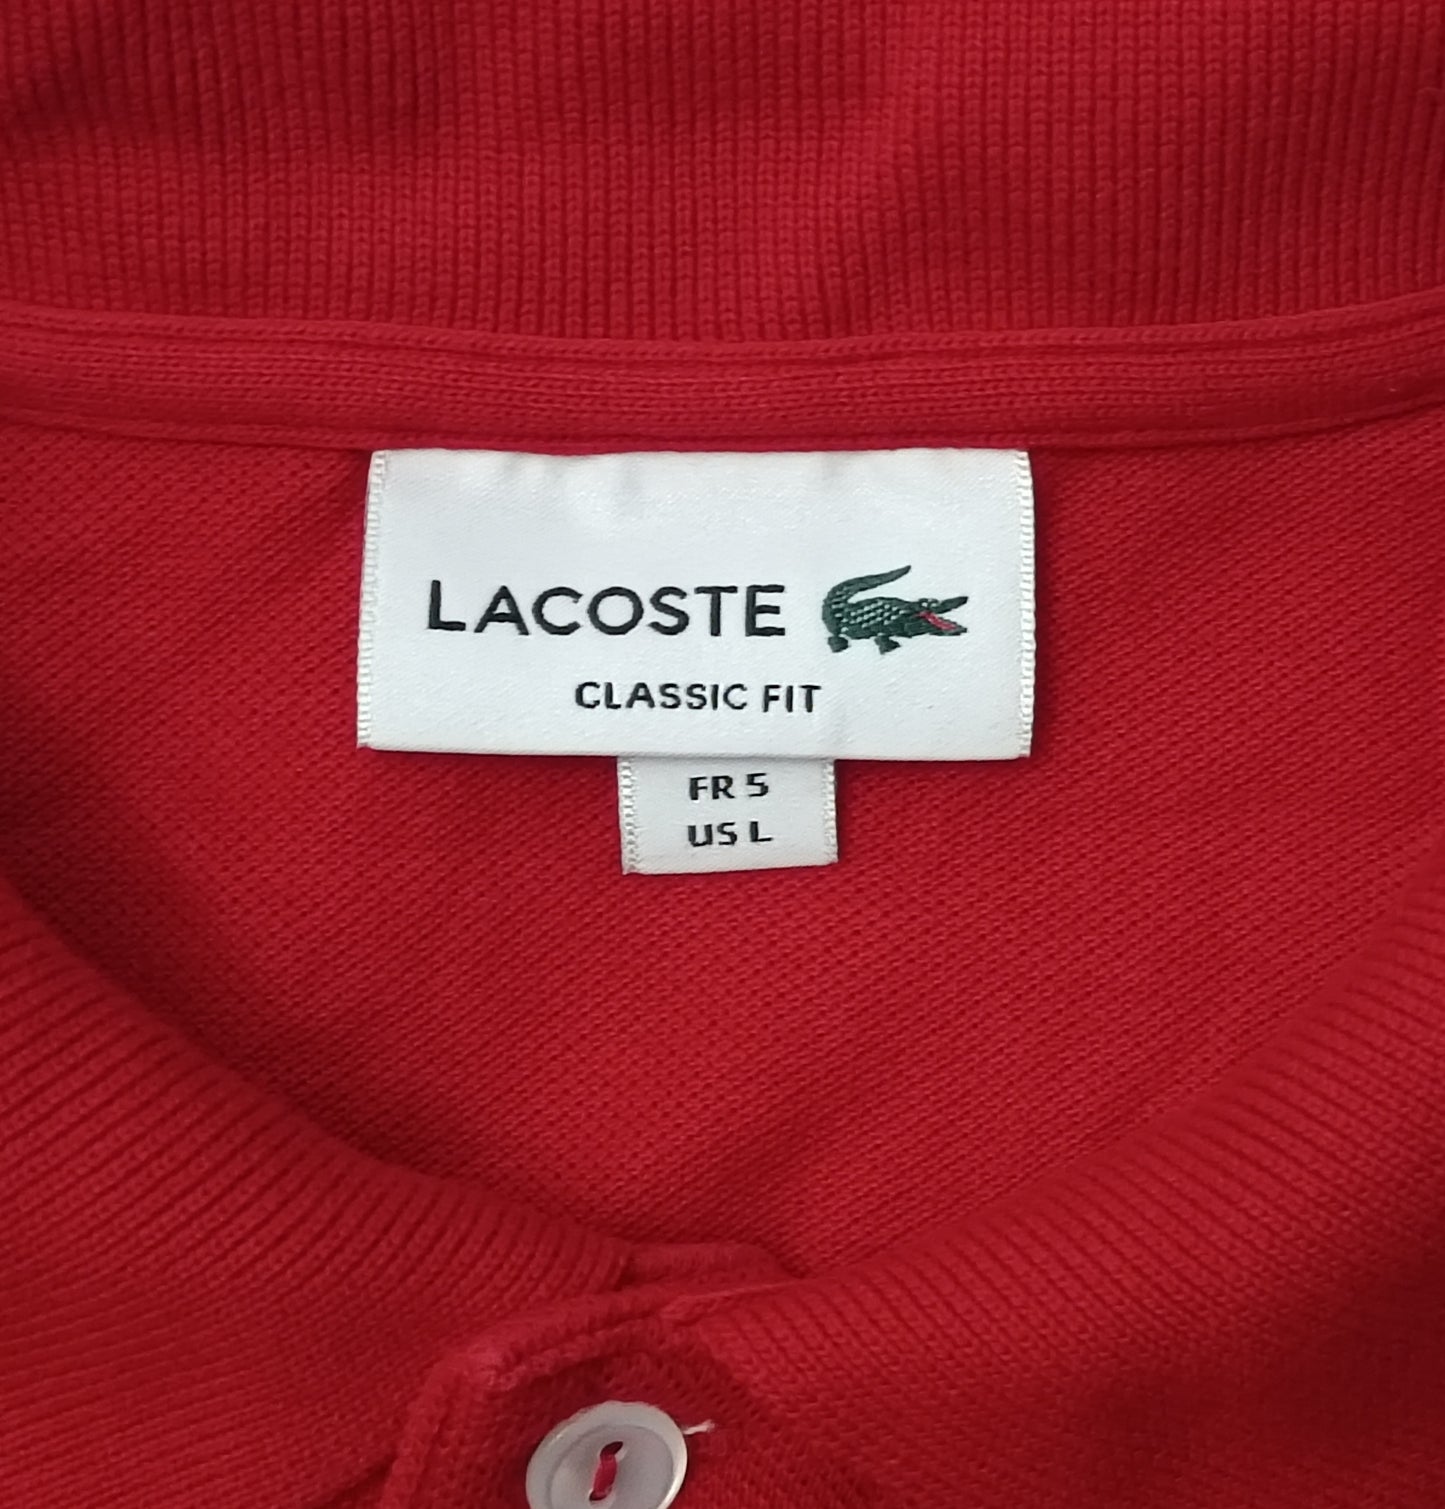 LACOSTE
CLASSIC FIT
FR 5
US L